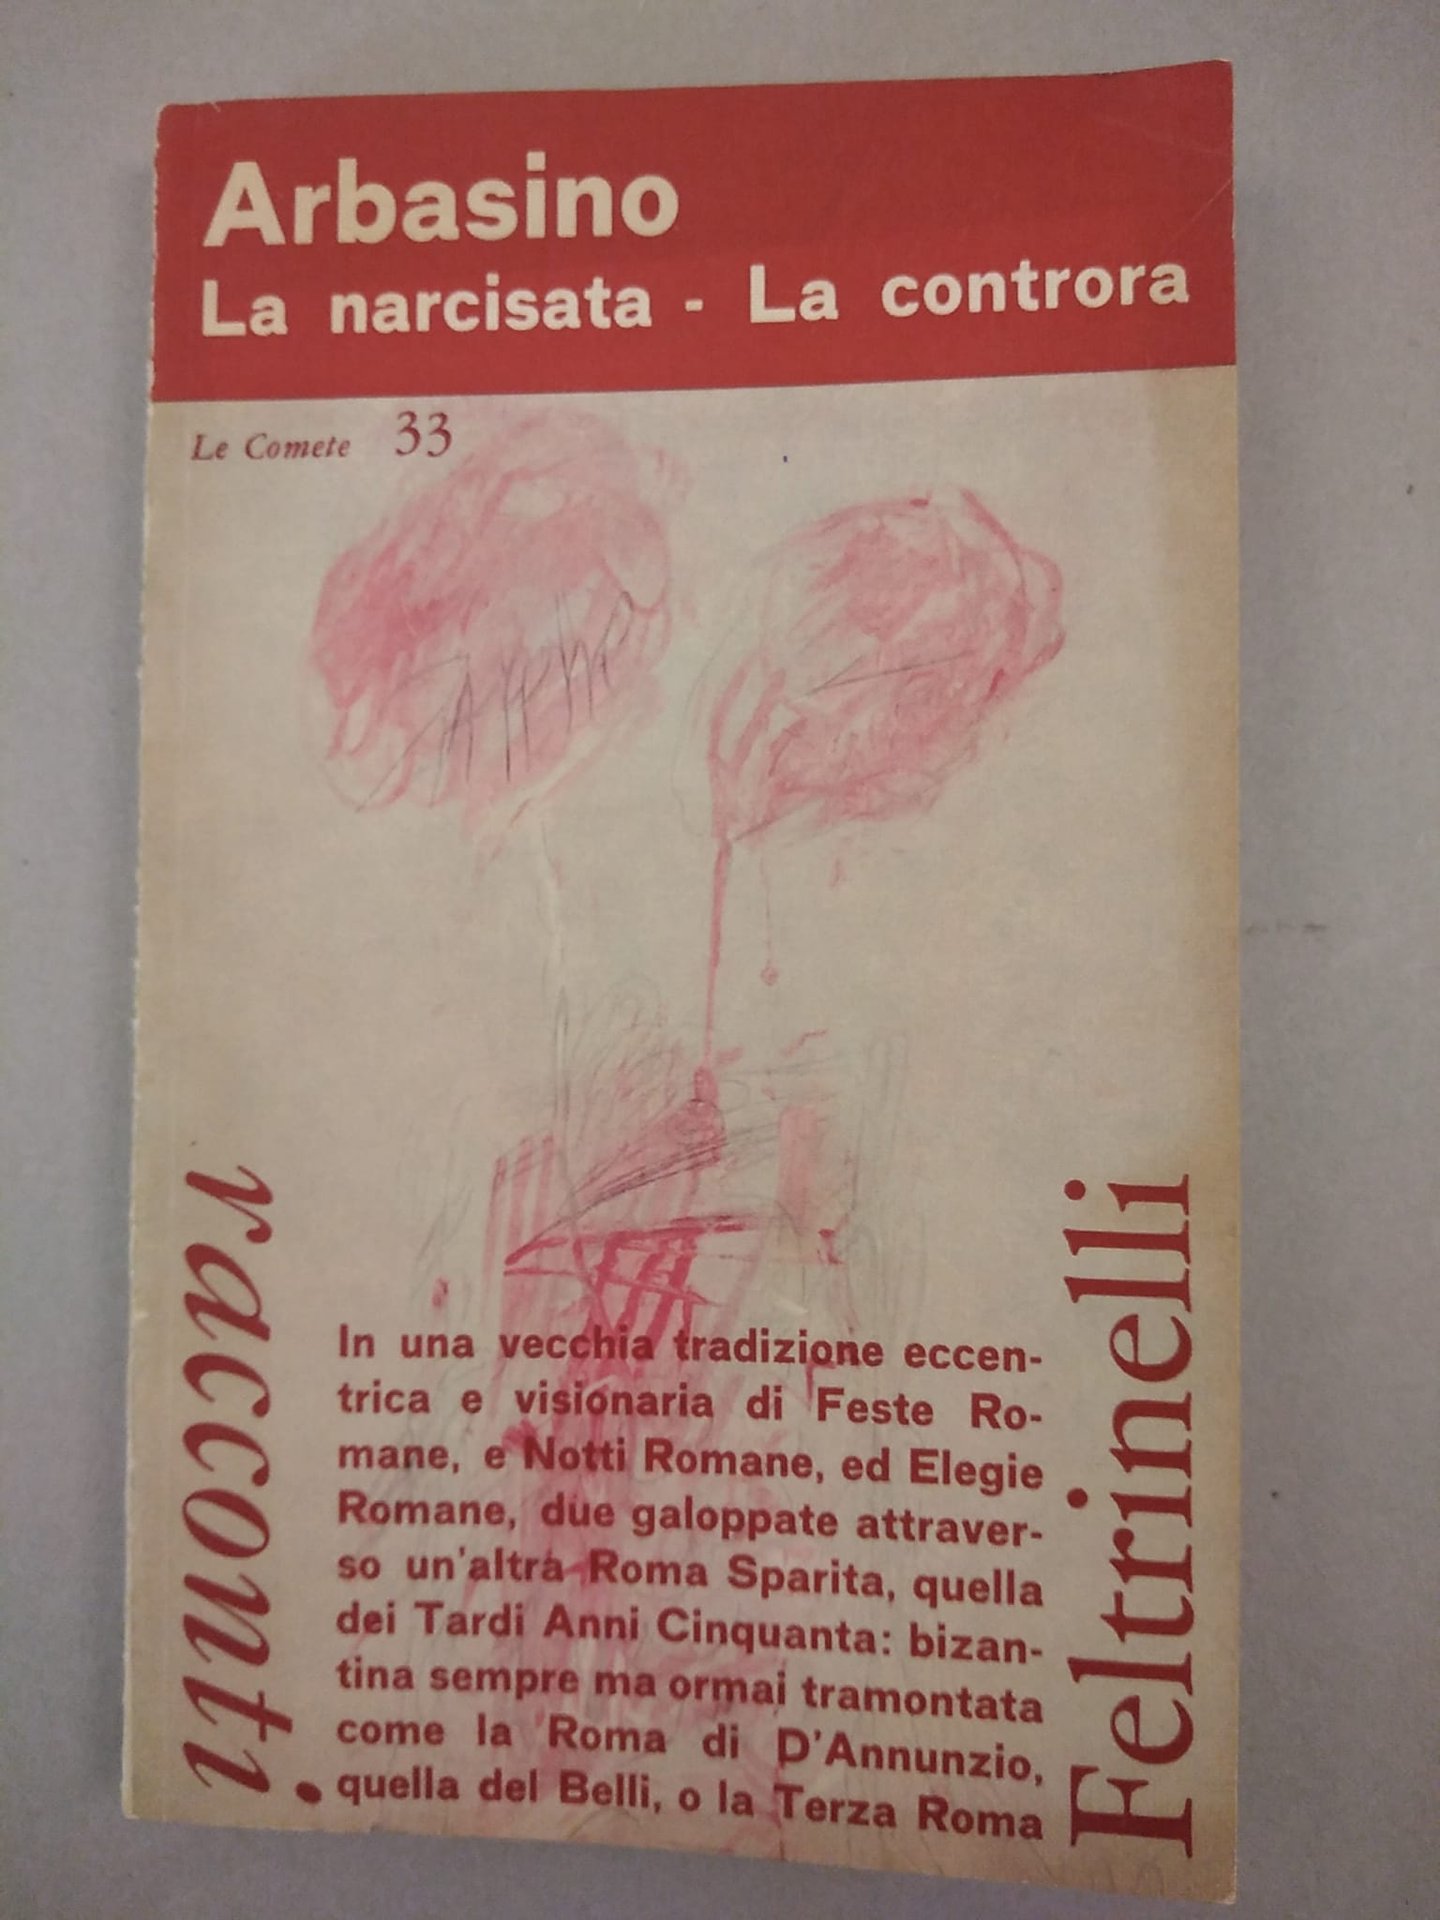 Arbasino
La narcisata - La controra
Le Comete 33
racconti
In una vecchia tradizione eccen-
trica e visionaria di Feste Ro-
mane, e Notti Romane, ed Elegie
Romane, due galoppate attraver-
so un'altra Roma Sparita, quella
dei Tardi Anni Cinquanta: bizan-
tina sempre ma ormai tramontata
come la Roma di D'Annunzio,
quella del Belli, o la Terza Roma
Feltrinelli